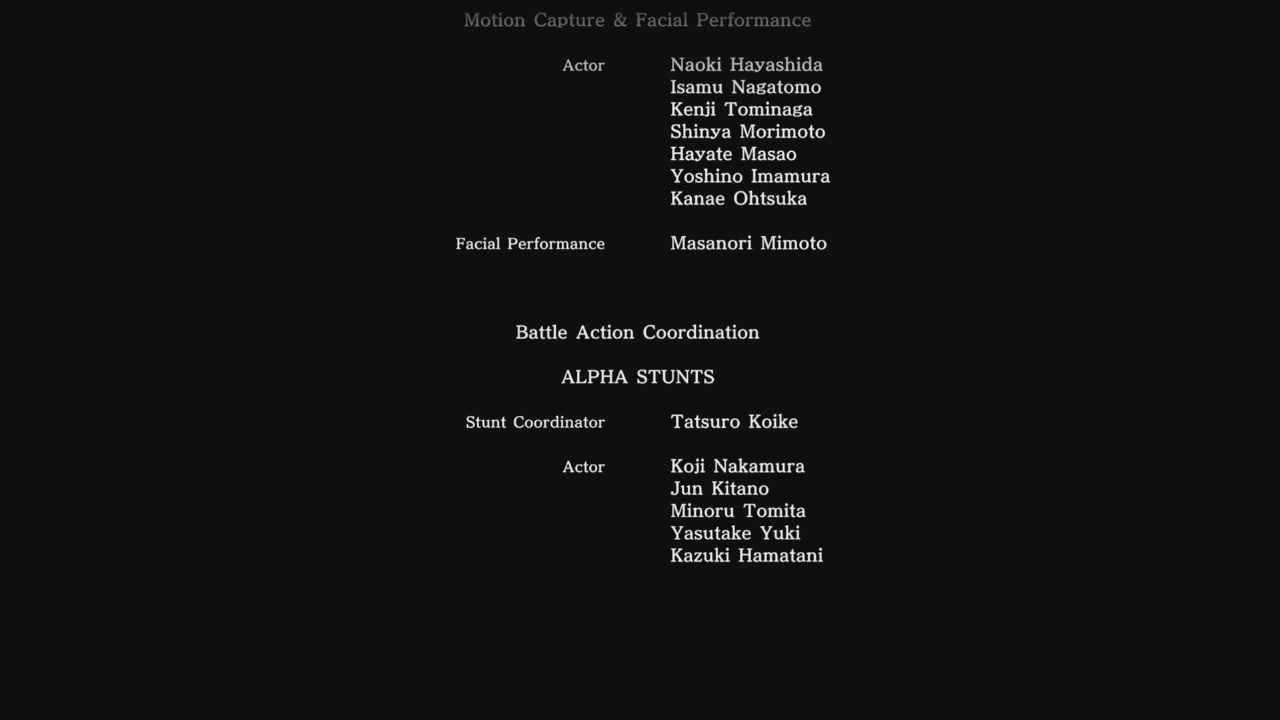 Motion Capture & Facial Performance
Actor Naoki Hayashida
Isamu Nagatomo
Kenji Tominaga
Shinya Morimoto
Hayate Masao
Yoshino Imamura
Kanae Ohtsuka
Facial Performance Masanori Mimoto
Battle Action Coordination
ALPHA STUNTS
Stunt Coordinator Tatsuro Koike
Actor Koji Nakamura
Jun Kitano
Minoru Tomita
Yasutake Yuki
Kazuki Hamatani